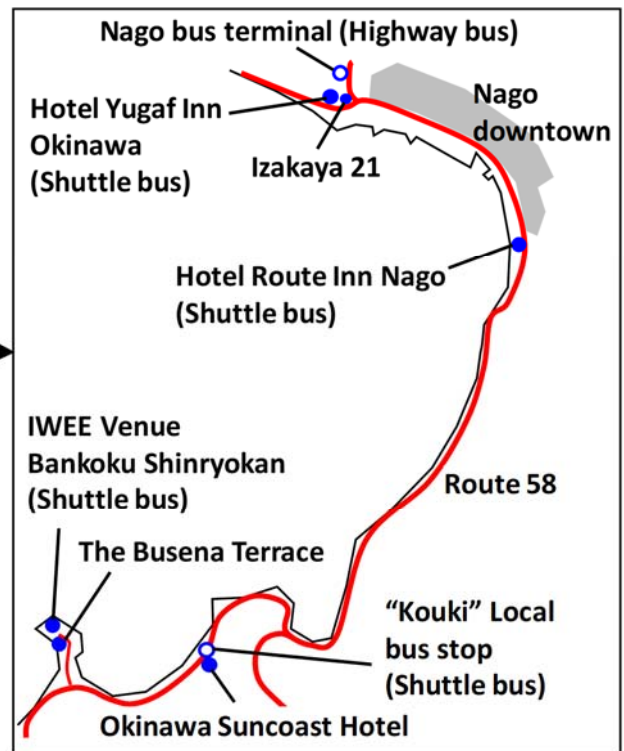 Nago bus terminal (Highway bus)
Hotel Yugaf Inn
Okinawa
(Shuttle bus)
Izakaya 21
Nago
downtown
Hotel Route Inn Nago
(Shuttle bus)
IWEE Venue
Bankoku Shinryokan
(Shuttle bus)
Route 58
The Busena Terrace
“Kouki” Local
bus stop
(Shuttle bus)
Okinawa Suncoast Hotel